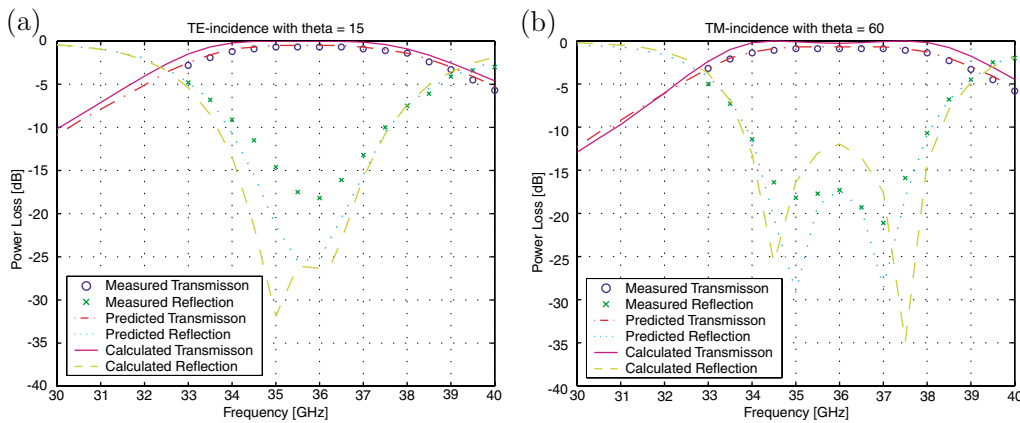 (a)
TE-incidence with theta = 15
0
-5
-10
-15
-20
-25
-30
-35
-40
Power Loss [dB]
Measured Transmisson
Measured Reflection
Predicted Transmisson
Predicted Reflection
Calculated Transmisson
Calculated Reflection
30 31 32 33 34 35 36 37 38 39 40
Frequency [GHz]
(b)
TM-incidence with theta = 60
0
-5
-10
-15
-20
-25
-30
-35
-40
Power Loss [dB]
Measured Transmisson
Measured Reflection
Predicted Transmisson
Predicted Reflection
Calculated Transmisson
Calculated Reflection
30 31 32 33 34 35 36 37 38 39 40
Frequency [GHz]